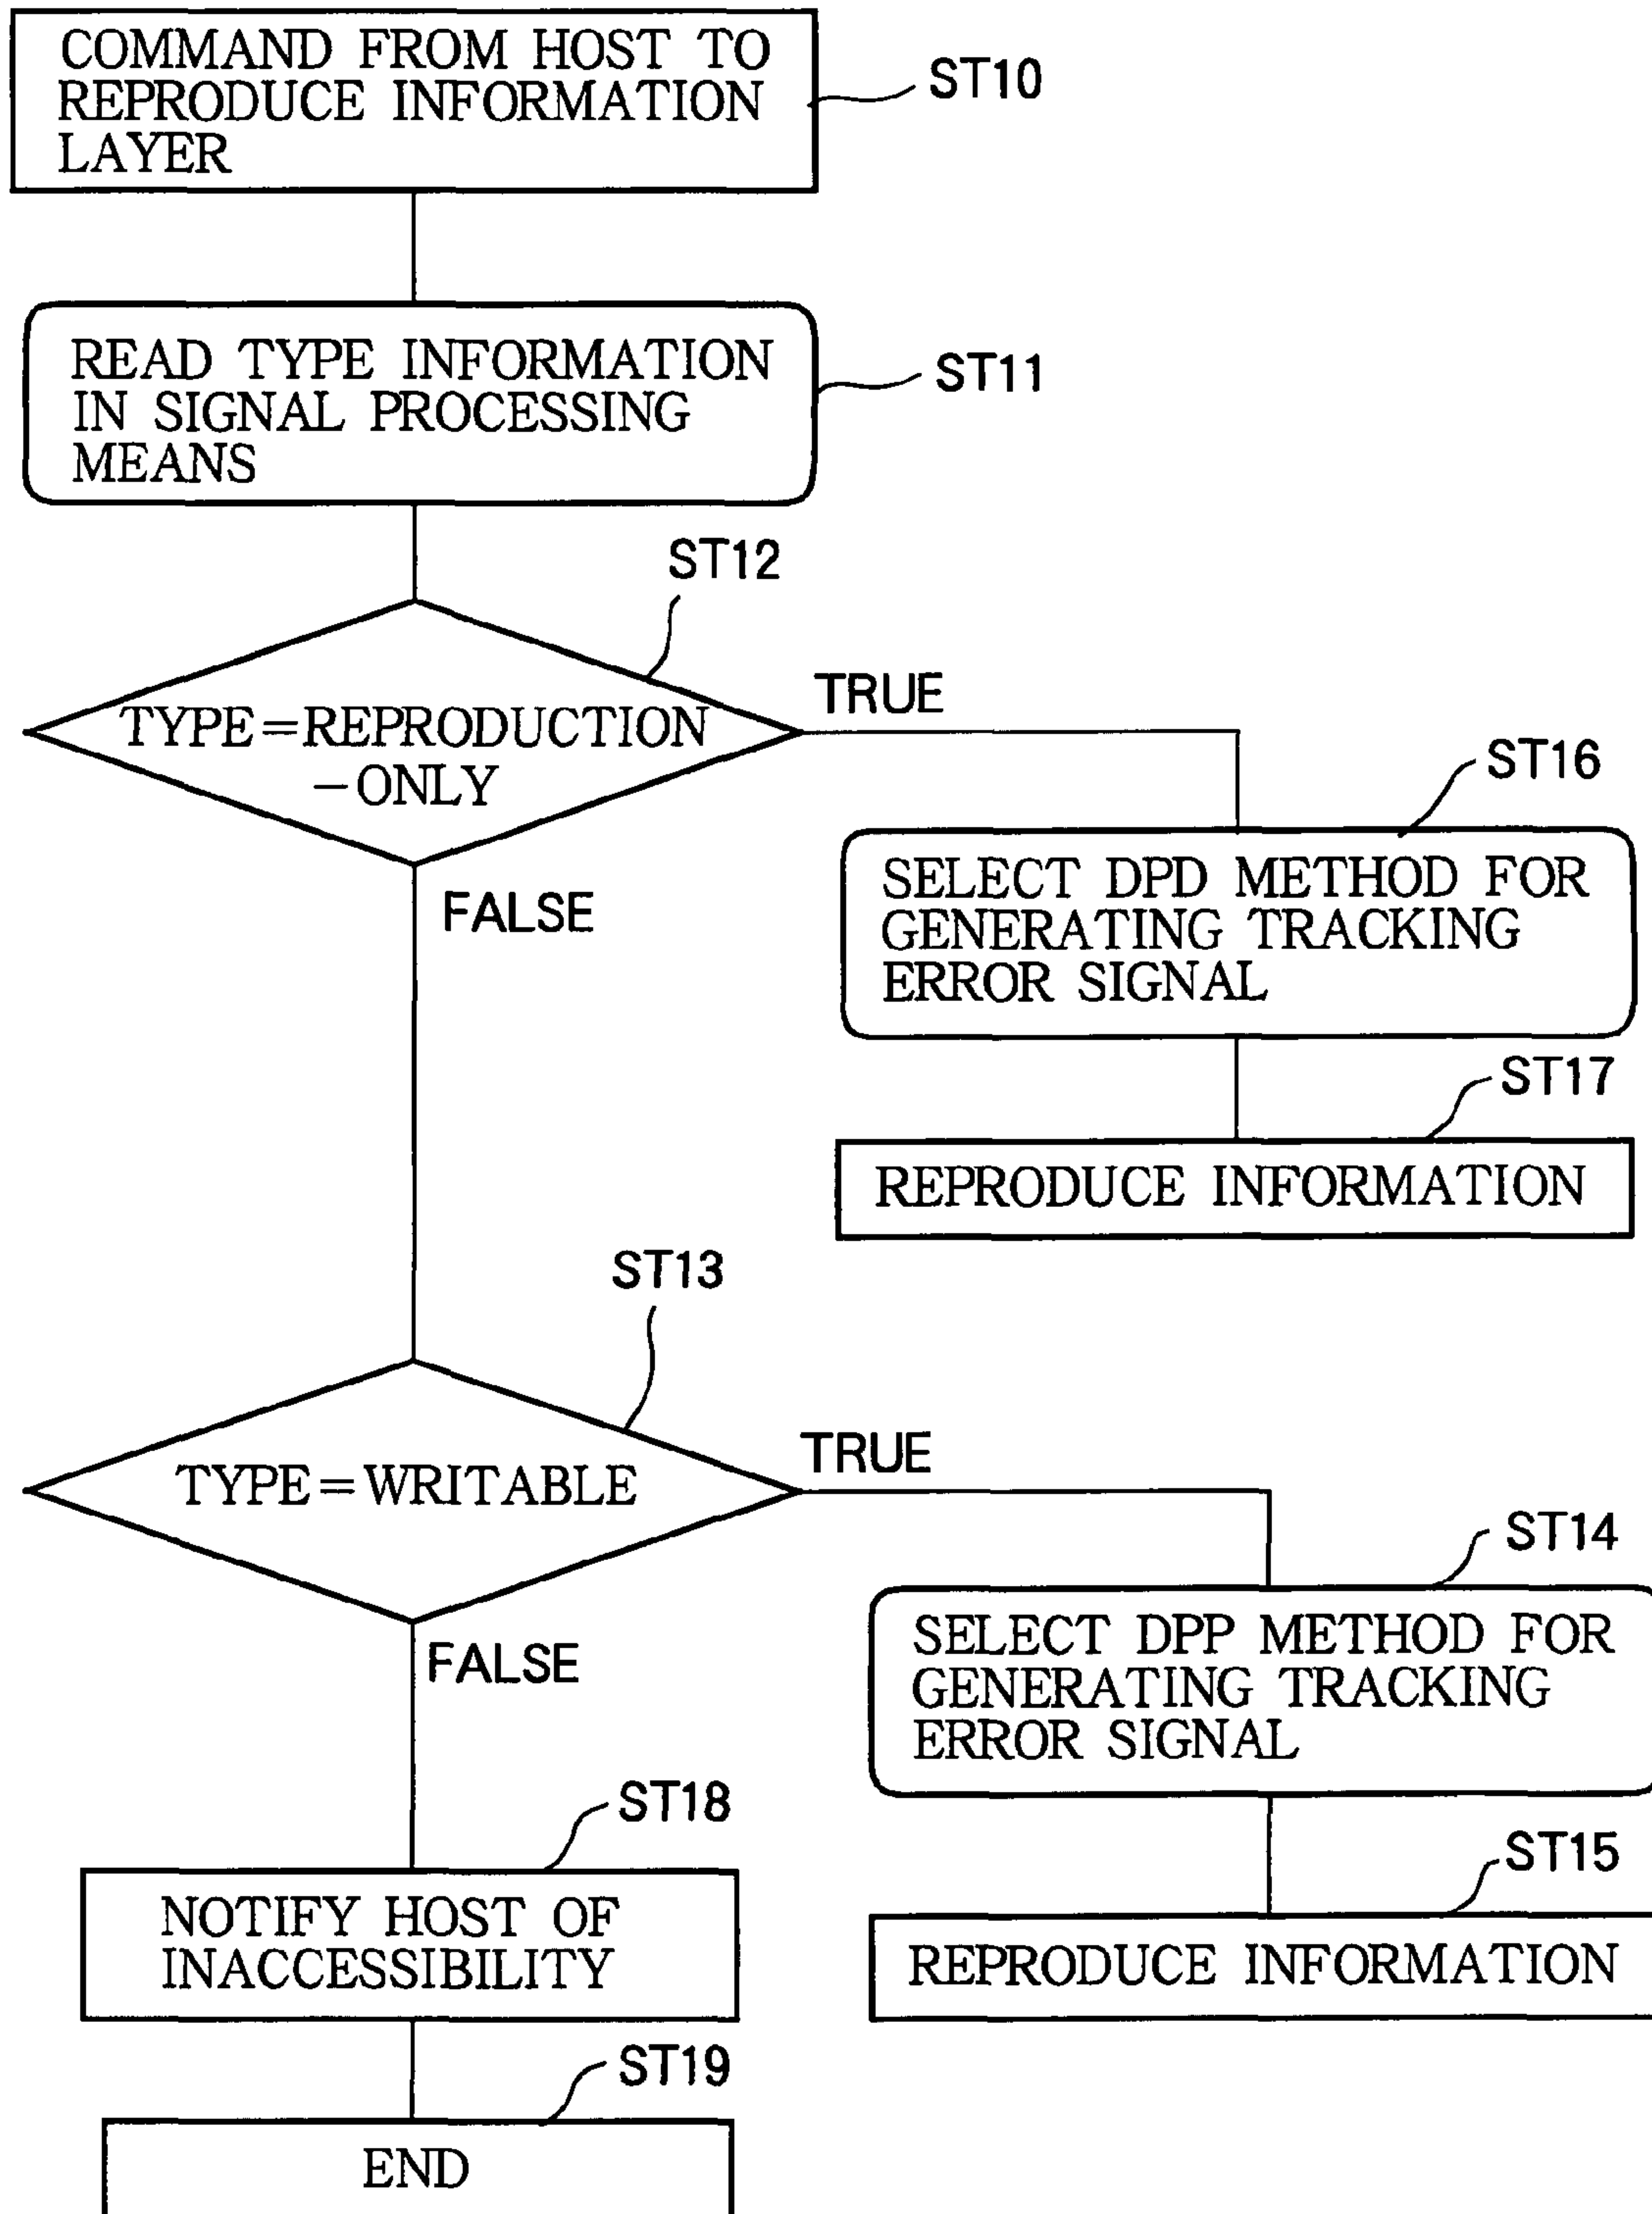 COMMAND FROM HOST TO
REPRODUCE INFORMATION
LAYER
ST10
READ TYPE INFORMATION
IN SIGNAL PROCESSING
MEANS
ST11
ST12
TYPE=REPRODUCTION
-ONLY
TRUE
FALSE
ST16
SELECT DPD METHOD FOR
GENERATING TRACKING
ERROR SIGNAL
ST17
REPRODUCE INFORMATION
ST13
TYPE=WRITABLE
TRUE
FALSE
ST14
SELECT DPP METHOD FOR
GENERATING TRACKING
ERROR SIGNAL
ST15
REPRODUCE INFORMATION
ST18
NOTIFY HOST OF
INACCESSIBILITY
ST19
END